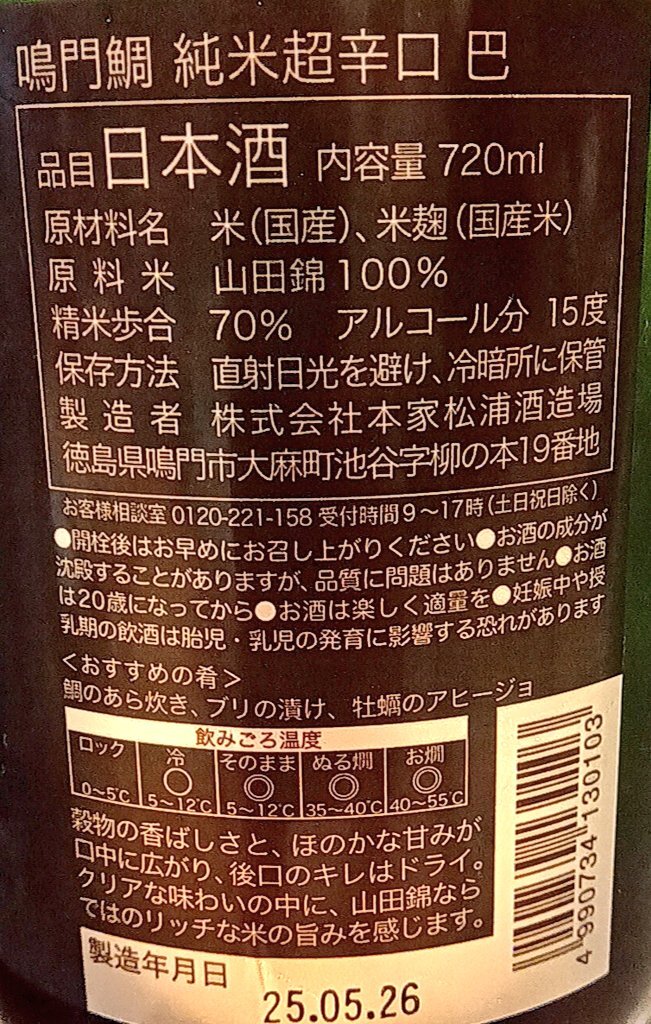 鳴門鯛 純米超辛口 巴
品目 日本酒 内容量 720ml
原材料名 米(国産)、米麹(国産米)
原料米 山田錦100%
精米歩合 70% アルコール分 15度
保存方法 直射日光を避け、冷暗所に保管
製造者 株式会社本家松浦酒造場
徳島県鳴門市大麻町池谷字柳の本19番地
お客様相談室 0120-221-158 受付時間9~17時(土日祝日除く)
●開栓後はお早めにお召し上がりください●お酒の成分が
沈殿することがありますが、品質に問題はありません●お酒
は20歳になってから●お酒は楽しく適量を●妊娠中や授
乳期の飲酒は胎児・乳児の発育に影響する恐れがあります
<おすすめの肴>
鯛のあら炊き、ブリの漬け、牡蠣のアヒージョ
飲みごろ温度
ロック 冷 そのまま ぬる燗 お燗
○ ◎ ◎ ◎
0~5℃ 5~12℃ 5~12℃ 35~40℃ 40~55℃
穀物の香ばしさと、ほのかな甘みが
口中に広がり、後口のキレはドライ。
クリアな味わいの中に、山田錦なら
ではのリッチな米の旨みを感じます。
4 990734 130103
製造年月日
25.05.26